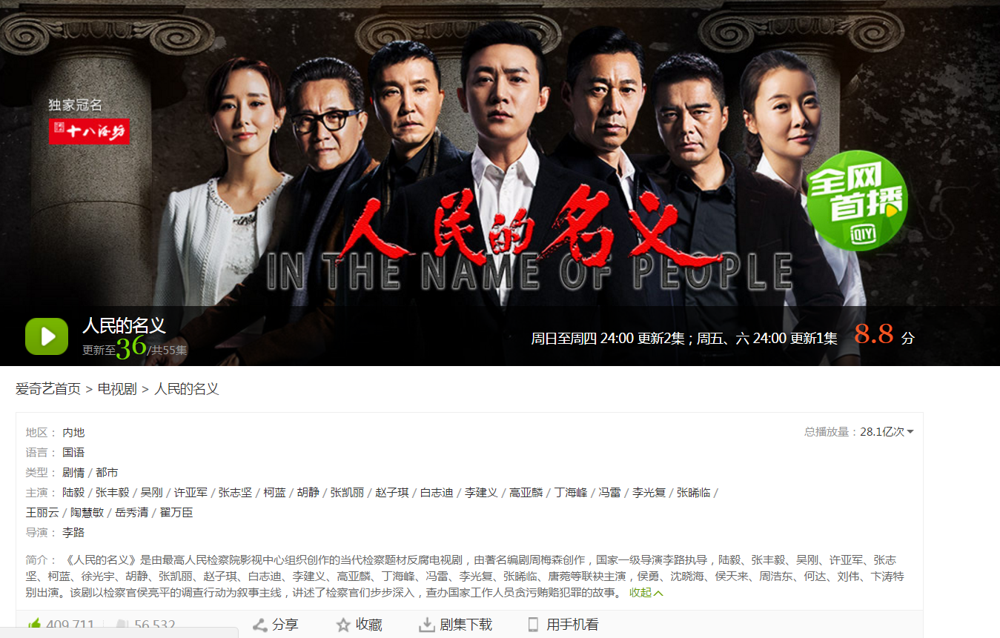 独家冠名
十八酒坊
全网
首播
iQIYI
人民的名义
IN THE NAME OF PEOPLE
人民的名义
更新至36/共55集
周日至周四 24:00 更新2集；周五、六 24:00 更新1集 8.8 分
爱奇艺首页 > 电视剧 > 人民的名义
地区： 内地
总播放量：28.1亿次
语言： 国语
类型： 剧情 / 都市
主演： 陆毅 / 张丰毅 / 吴刚 / 许亚军 / 张志坚 / 柯蓝 / 胡静 / 张凯丽 / 赵子琪 / 白志迪 / 李建义 / 高亚麟 / 丁海峰 / 冯雷 / 李光复 / 张晞临 /
王丽云 / 陶慧敏 / 岳秀清 / 翟万臣
导演： 李路
简介： 《人民的名义》是由最高人民检察院影视中心组织创作的当代检察题材反腐电视剧，由著名编剧周梅森创作，国家一级导演李路执导，陆毅、张丰毅、吴刚、许亚军、张志
坚、柯蓝、徐光宇、胡静、张凯丽、赵子琪、白志迪、李建义、高亚麟、丁海峰、冯雷、李光复、张晞临、唐菀等联袂主演，侯勇、沈晓海、侯天来、周浩东、何达、刘伟、卞涛特
别出演。该剧以检察官侯亮平的调查行动为叙事主线，讲述了检察官们步步深入，查办国家工作人员贪污贿赂犯罪的故事。 收起
409,711 56,532 分享 收藏 剧集下载 用手机看